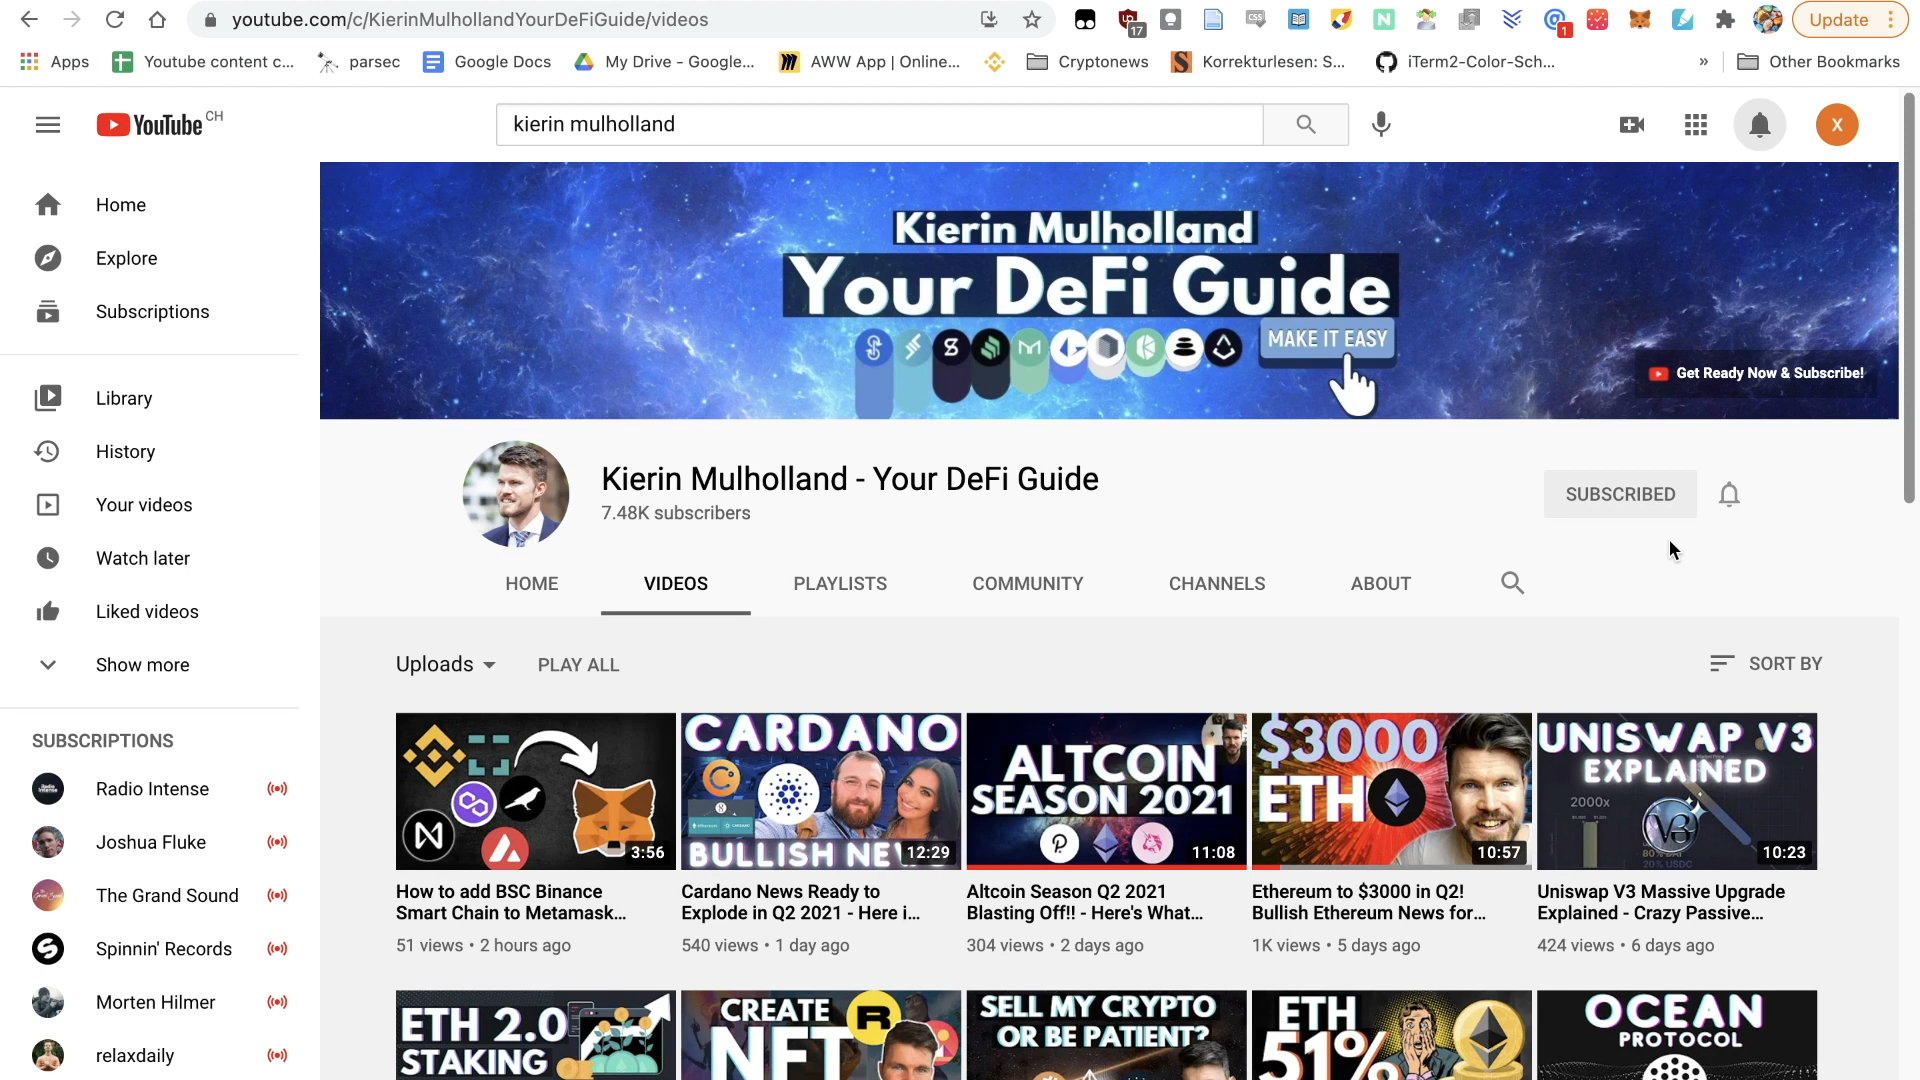 youtube.com/c/KierinMulhollandYourDeFiGuide/videos
17
1
Update
Apps
Youtube content c...
parsec
Google Docs
My Drive - Google...
AWW App | Online...
Cryptonews
Korrekturlesen: S...
iTerm2-Color-Sch...
»
Other Bookmarks
YouTube CH
kierin mulholland
X
Home
Explore
Subscriptions
Library
History
Your videos
Watch later
Liked videos
Show more
SUBSCRIPTIONS
Radio Intense
Joshua Fluke
The Grand Sound
Spinnin' Records
Morten Hilmer
relaxdaily
Kierin Mulholland
Your DeFi Guide
MAKE IT EASY
Get Ready Now & Subscribe!
Kierin Mulholland - Your DeFi Guide
7.48K subscribers
SUBSCRIBED
HOME
VIDEOS
PLAYLISTS
COMMUNITY
CHANNELS
ABOUT
Uploads
PLAY ALL
SORT BY
3:56
How to add BSC Binance
Smart Chain to Metamask...
51 views • 2 hours ago
CARDANO
BULLISH NE
12:29
Cardano News Ready to
Explode in Q2 2021 - Here i...
540 views • 1 day ago
ALTCOIN
SEASON 2021
11:08
Altcoin Season Q2 2021
Blasting Off!! - Here's What...
304 views • 2 days ago
$3000
ETH
10:57
Ethereum to $3000 in Q2!
Bullish Ethereum News for...
1K views • 5 days ago
UNISWAP V3
EXPLAINED
2000x
V3
10:23
Uniswap V3 Massive Upgrade
Explained - Crazy Passive...
424 views • 6 days ago
ETH 2.0
STAKING
CREATE
NFT
SELL MY CRYPTO
OR BE PATIENT?
ETH
51%
OCEAN
PROTOCOL